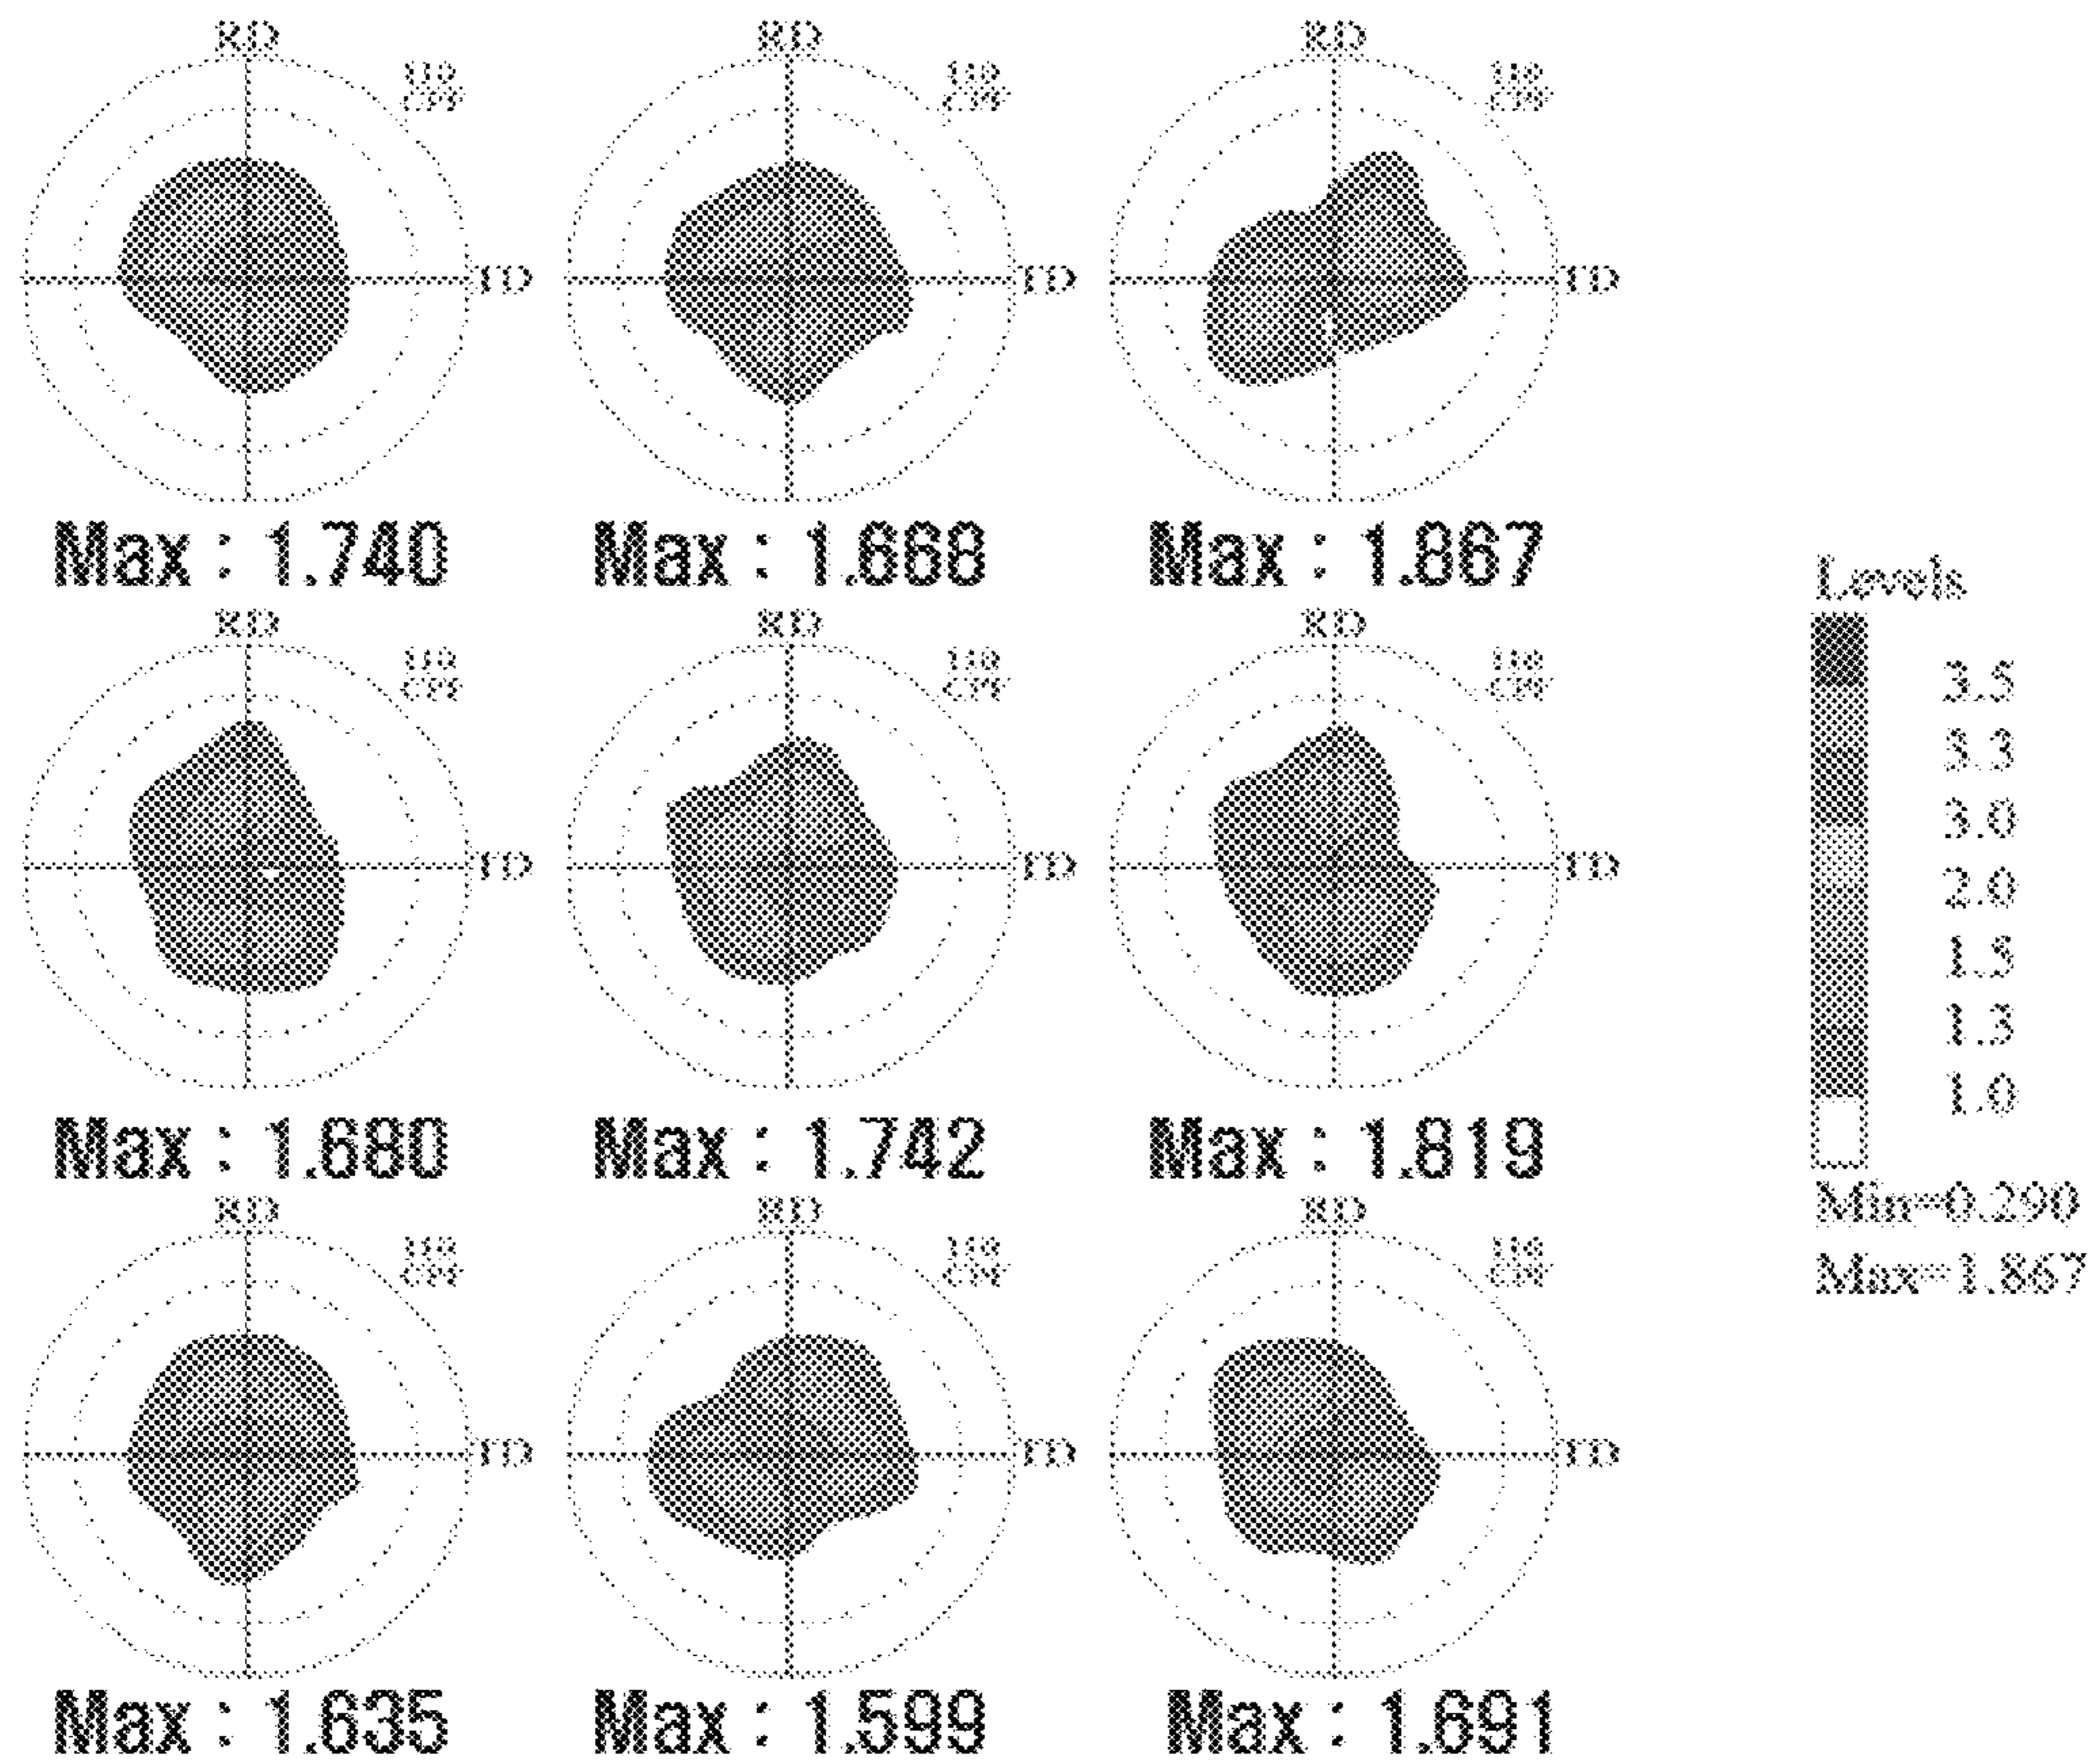 RD RD RD
110 110 110
CPF CPF CPF
TD TD TD
Max : 1.740 Max : 1.668 Max : 1.867
RD RD RD
110 110 110
CPF CPF CPF
TD TD TD
Max : 1.680 Max : 1.742 Max : 1.819
RD RD RD
110 110 110
CPF CPF CPF
TD TD TD
Max : 1.635 Max : 1.599 Max : 1.691
Levels
3.5
3.3
3.0
2.0
1.5
1.3
1.0
Min=0.290
Max=1.867